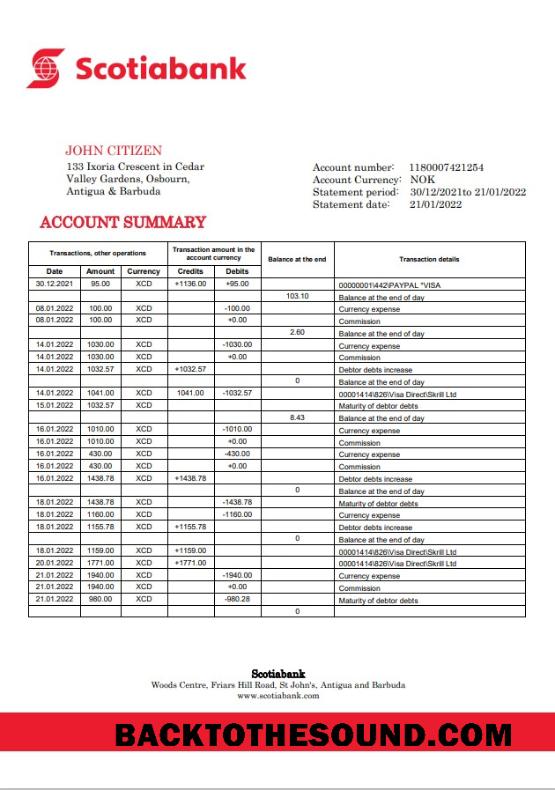 Scotiabank
JOHN CITIZEN
133 Ixoria Crescent in Cedar
Valley Gardens, Osbourn,
Antigua & Barbuda
Account number: 1180007421254
Account Currency: NOK
Statement period: 30/12/2021to 21/01/2022
Statement date: 21/01/2022
ACCOUNT SUMMARY
Transactions, other operations Transaction amount in the account currency Balance at the end Transaction details
Date Amount Currency Credits Debits
30.12.2021 95.00 XCD +1136.00 +95.00 00000001\442\PAYPAL *VISA
103.10 Balance at the end of day
08.01.2022 100.00 XCD -100.00 Currency expense
08.01.2022 100.00 XCD +0.00 Commission
2.60 Balance at the end of day
14.01.2022 1030.00 XCD -1030.00 Currency expense
14.01.2022 1030.00 XCD +0.00 Commission
14.01.2022 1032.57 XCD +1032.57 Debtor debts increase
0 Balance at the end of day
14.01.2022 1041.00 XCD 1041.00 -1032.57 00001414\826\Visa Direct\Skrill Ltd
15.01.2022 1032.57 XCD Maturity of debtor debts
8.43 Balance at the end of day
16.01.2022 1010.00 XCD -1010.00 Currency expense
16.01.2022 1010.00 XCD +0.00 Commission
16.01.2022 430.00 XCD -430.00 Currency expense
16.01.2022 430.00 XCD +0.00 Commission
16.01.2022 1438.78 XCD +1438.78 Debtor debts increase
0 Balance at the end of day
18.01.2022 1438.78 XCD -1438.78 Maturity of debtor debts
18.01.2022 1160.00 XCD -1160.00 Currency expense
18.01.2022 1155.78 XCD +1155.78 Debtor debts increase
0 Balance at the end of day
18.01.2022 1159.00 XCD +1159.00 00001414\826\Visa Direct\Skrill Ltd
20.01.2022 1771.00 XCD +1771.00 00001414\826\Visa Direct\Skrill Ltd
21.01.2022 1940.00 XCD -1940.00 Currency expense
21.01.2022 1940.00 XCD +0.00 Commission
21.01.2022 980.00 XCD -980.28 Maturity of debtor debts
0
Scotiabank
Woods Centre, Friars Hill Road, St John's, Antigua and Barbuda
www.scotiabank.com
BACKTOTHESOUND.COM